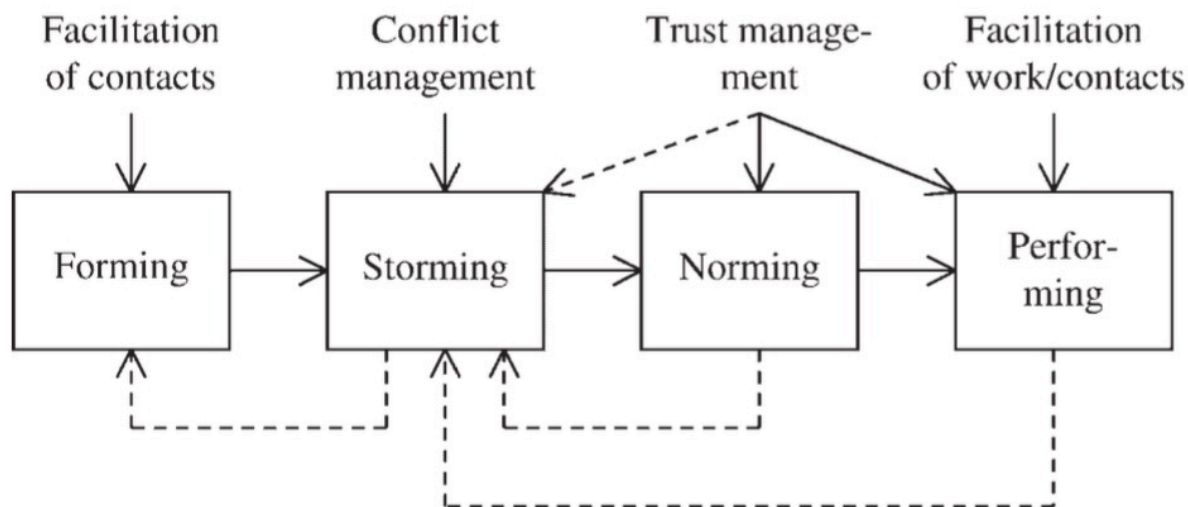 Facilitation
of contacts
Conflict
management
Trust manage-
ment
Facilitation
of work/contacts
Forming
Storming
Norming
Perfor-
ming